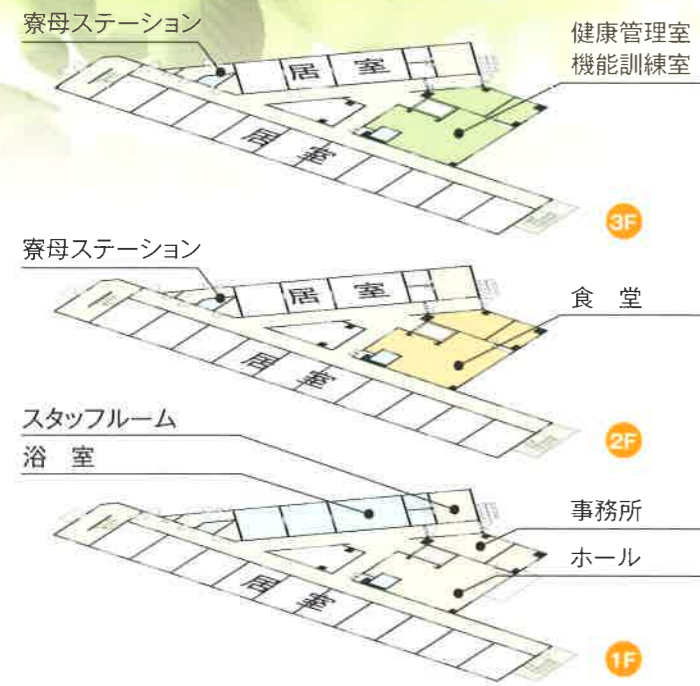 寮母ステーション
健康管理室
機能訓練室
居 室
居 室
3F
寮母ステーション
食 堂
居 室
居 室
2F
スタッフルーム
浴 室
事務所
ホール
居 室
1F